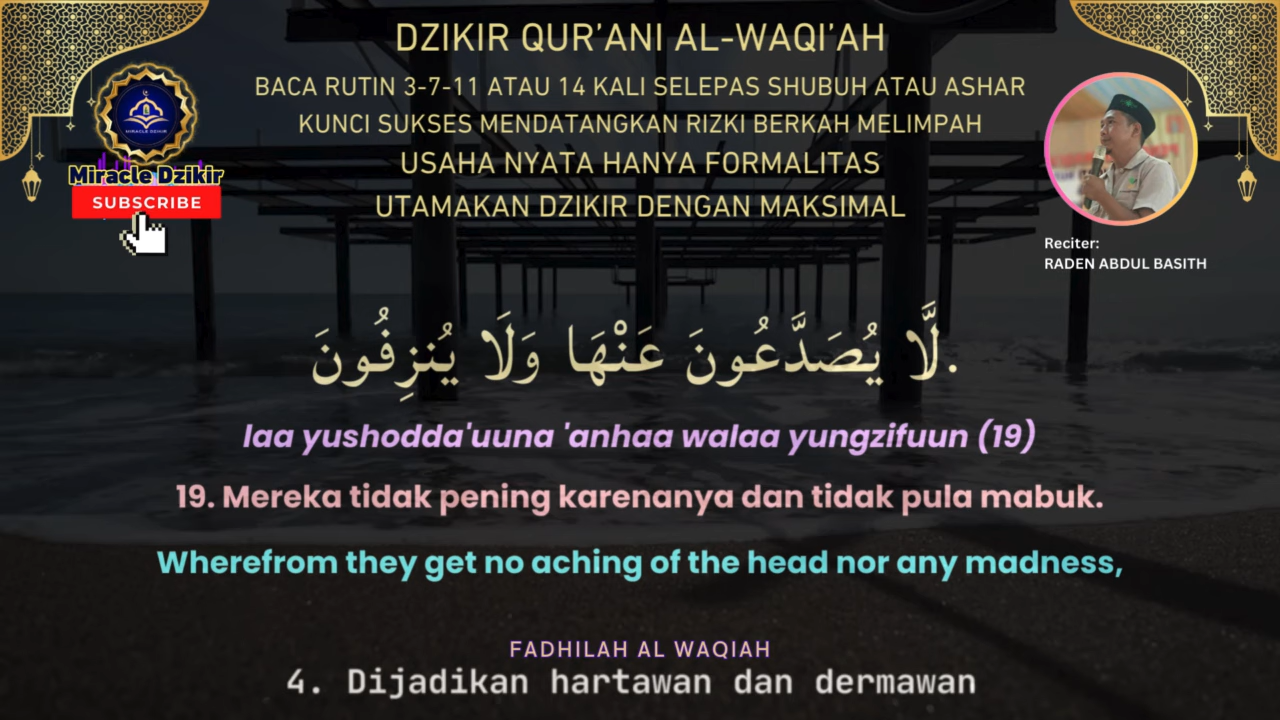 DZIKIR QUR'ANI AL-WAQI'AH
BACA RUTIN 3-7-11 ATAU 14 KALI SELEPAS SHUBUH ATAU ASHAR
KUNCI SUKSES MENDATANGKAN RIZKI BERKAH MELIMPAH
USAHA NYATA HANYA FORMALITAS
UTAMAKAN DZIKIR DENGAN MAKSIMAL
MIRACLE DZIKIR
Miracle Dzikir
SUBSCRIBE
Reciter:
RADEN ABDUL BASITH
لَّا يُصَدَّعُونَ عَنْهَا وَلَا يُنزِفُونَ.
laa yushodda'uuna 'anhaa walaa yungzifuun (19)
19. Mereka tidak pening karenanya dan tidak pula mabuk.
Wherefrom they get no aching of the head nor any madness,
FADHILAH AL WAQIAH
4. Dijadikan hartawan dan dermawan